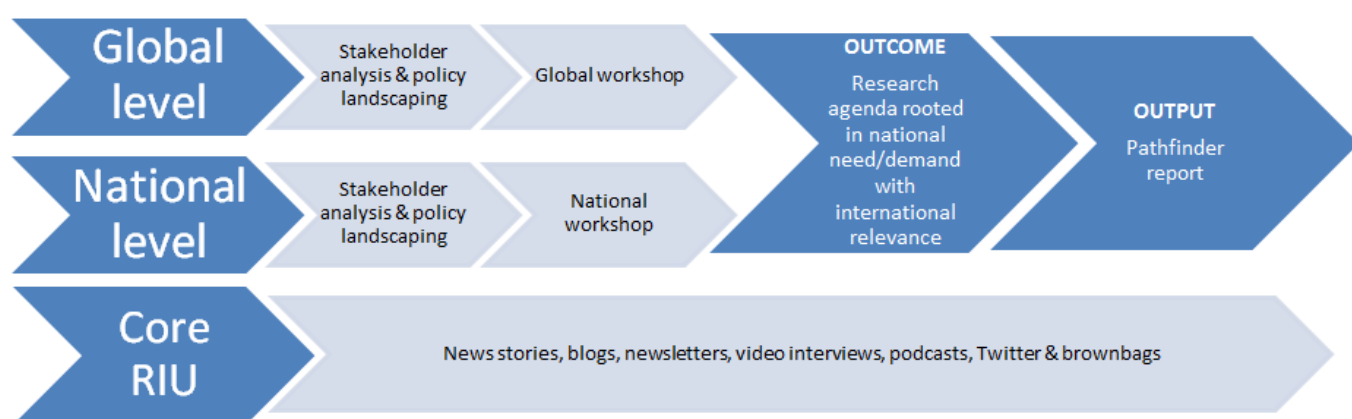 Global
level
Stakeholder
analysis & policy
landscaping
Global workshop
OUTCOME
Research
agenda rooted
in national
need/demand
with
international
relevance
OUTPUT
Pathfinder
report
National
level
Stakeholder
analysis & policy
landscaping
National
workshop
Core
RIU
News stories, blogs, newsletters, video interviews, podcasts, Twitter & brownbags